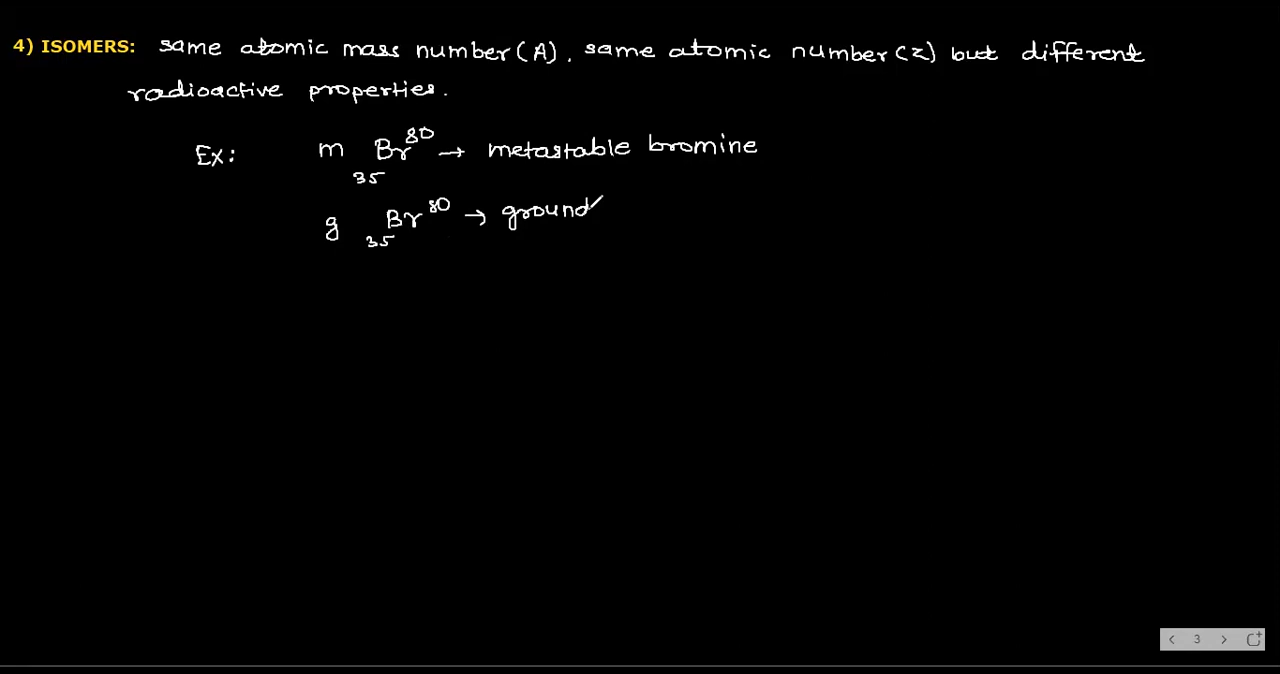 4) ISOMERS: same atomic mass number (A), same atomic number (Z) but different
radioactive properties.
Ex: m ₃₅Br⁸⁰ → metastable bromine
g ₃₅Br⁸⁰ → ground
3